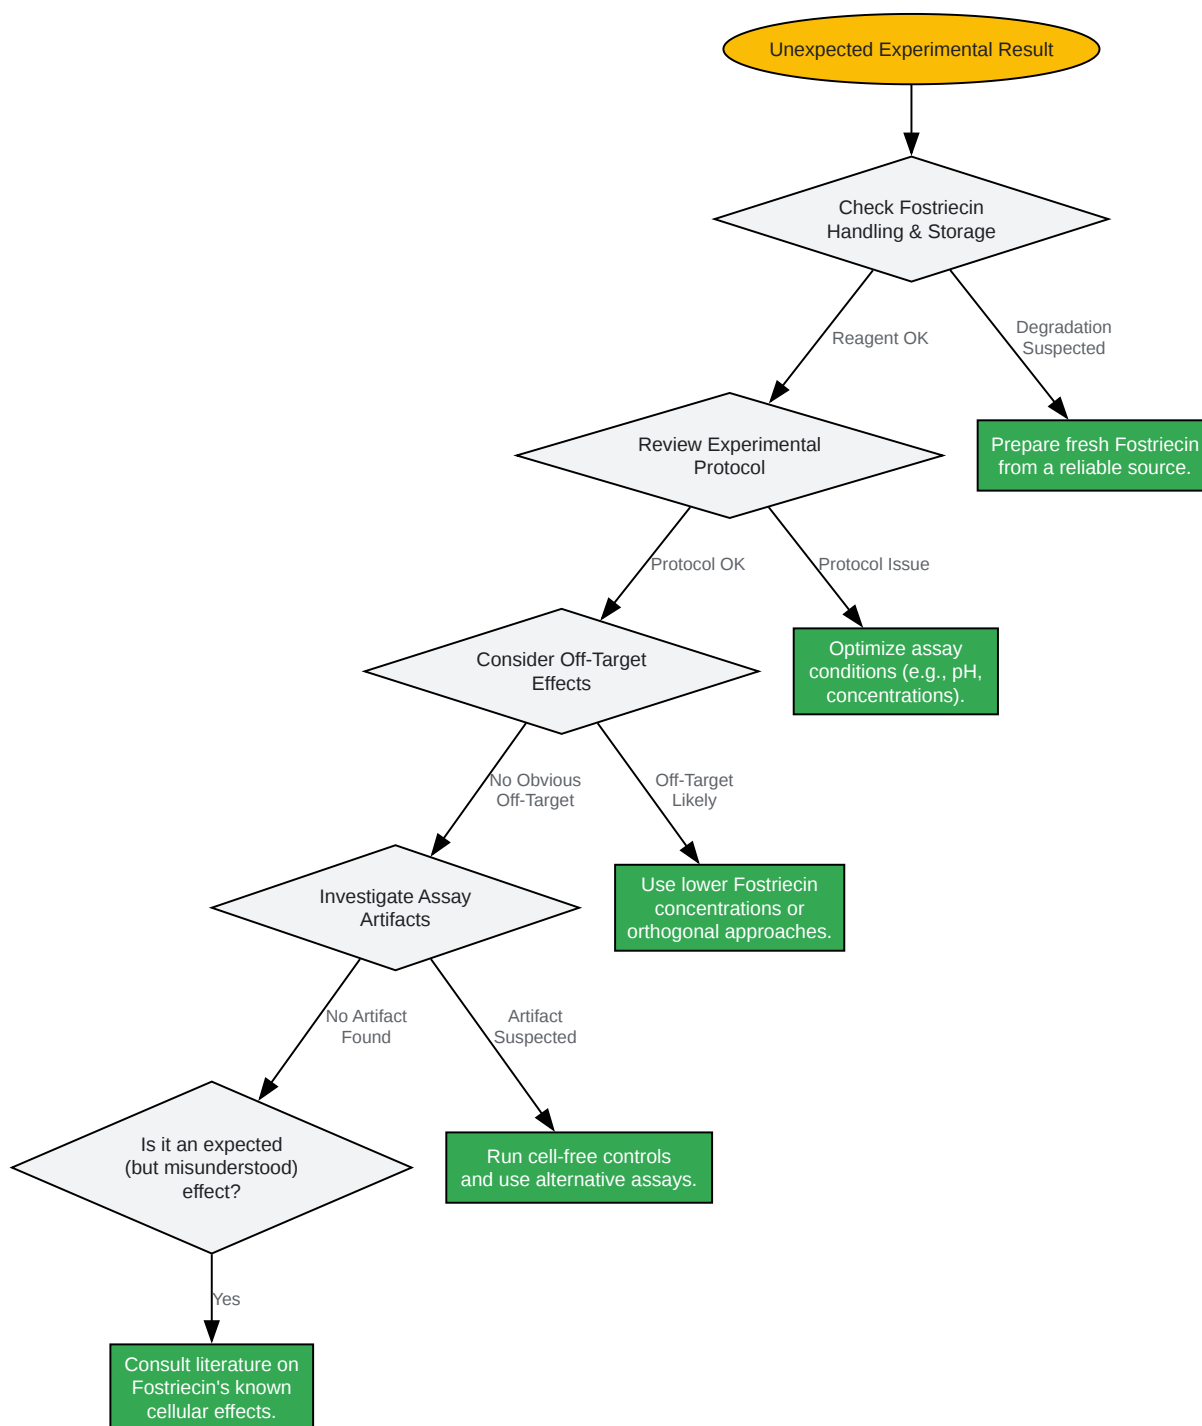 Unexpected Experimental Result
Check Fostriecin
Handling & Storage
Reagent OK
Degradation
Suspected
Review Experimental
Protocol
Prepare fresh Fostriecin
from a reliable source.
Protocol OK
Protocol Issue
Consider Off-Target
Effects
Optimize assay
conditions (e.g., pH,
concentrations).
No Obvious
Off-Target
Off-Target
Likely
Investigate Assay
Artifacts
Use lower Fostriecin
concentrations or
orthogonal approaches.
No Artifact
Found
Artifact
Suspected
Is it an expected
(but misunderstood)
effect?
Run cell-free controls
and use alternative assays.
Yes
Consult literature on
Fostriecin's known
cellular effects.